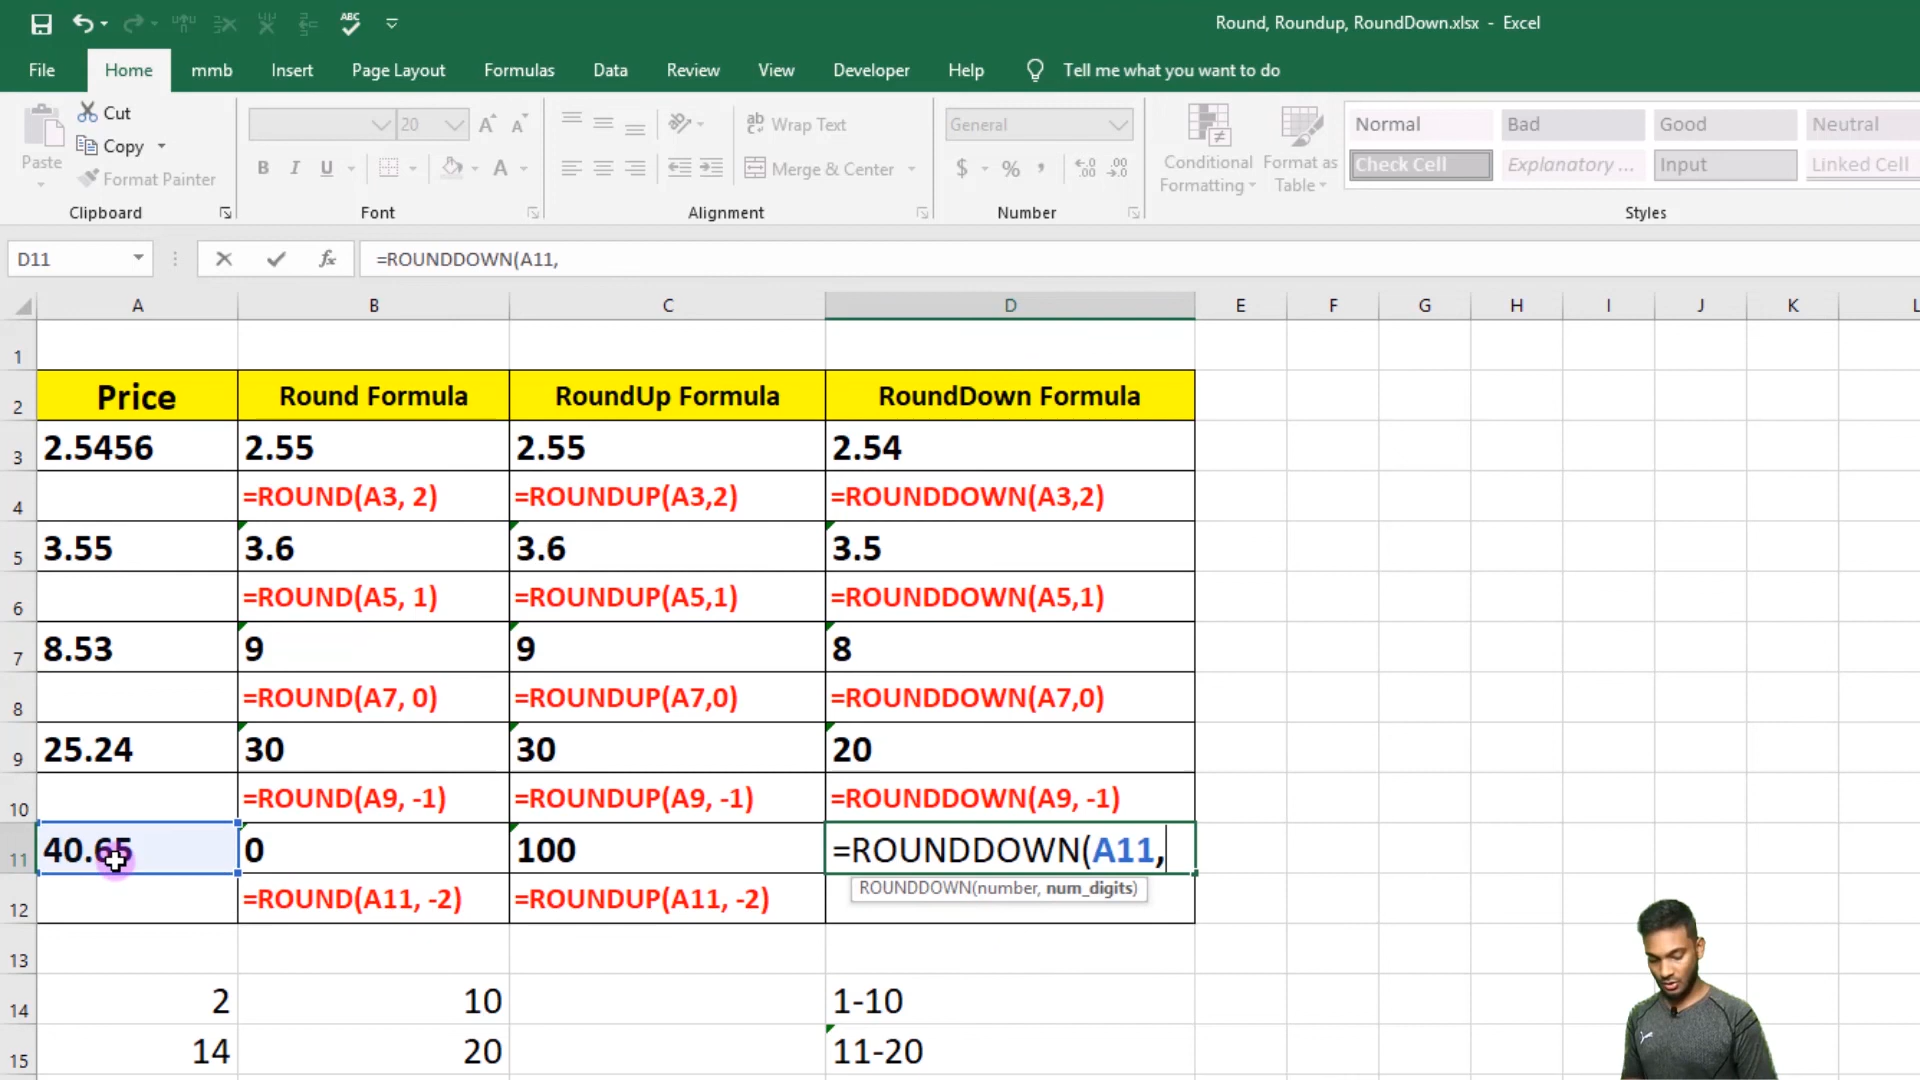 ABC
Round, Roundup, RoundDown.xlsx - Excel
File Home mmb Insert Page Layout Formulas Data Review View Developer Help Tell me what you want to do
Paste
Cut
Copy
Format Painter
Clipboard
20
A A
B I U A
Font
ab Wrap Text
Merge & Center
Alignment
General
$ % ,
Number
Conditional Formatting
Format as Table
Normal Bad Good Neutral
Check Cell Explanatory ... Input Linked Cell
Styles
D11 fx =ROUNDDOWN(A11,
A B C D E F G H I J K L
1
2 Price Round Formula RoundUp Formula RoundDown Formula
3 2.5456 2.55 2.55 2.54
4 =ROUND(A3, 2) =ROUNDUP(A3,2) =ROUNDDOWN(A3,2)
5 3.55 3.6 3.6 3.5
6 =ROUND(A5, 1) =ROUNDUP(A5,1) =ROUNDDOWN(A5,1)
7 8.53 9 9 8
8 =ROUND(A7, 0) =ROUNDUP(A7,0) =ROUNDDOWN(A7,0)
9 25.24 30 30 20
10 =ROUND(A9, -1) =ROUNDUP(A9, -1) =ROUNDDOWN(A9, -1)
11 40.65 0 100 =ROUNDDOWN(A11,
ROUNDDOWN(number, num_digits)
12 =ROUND(A11, -2) =ROUNDUP(A11, -2)
13
14 2 10 1-10
15 14 20 11-20